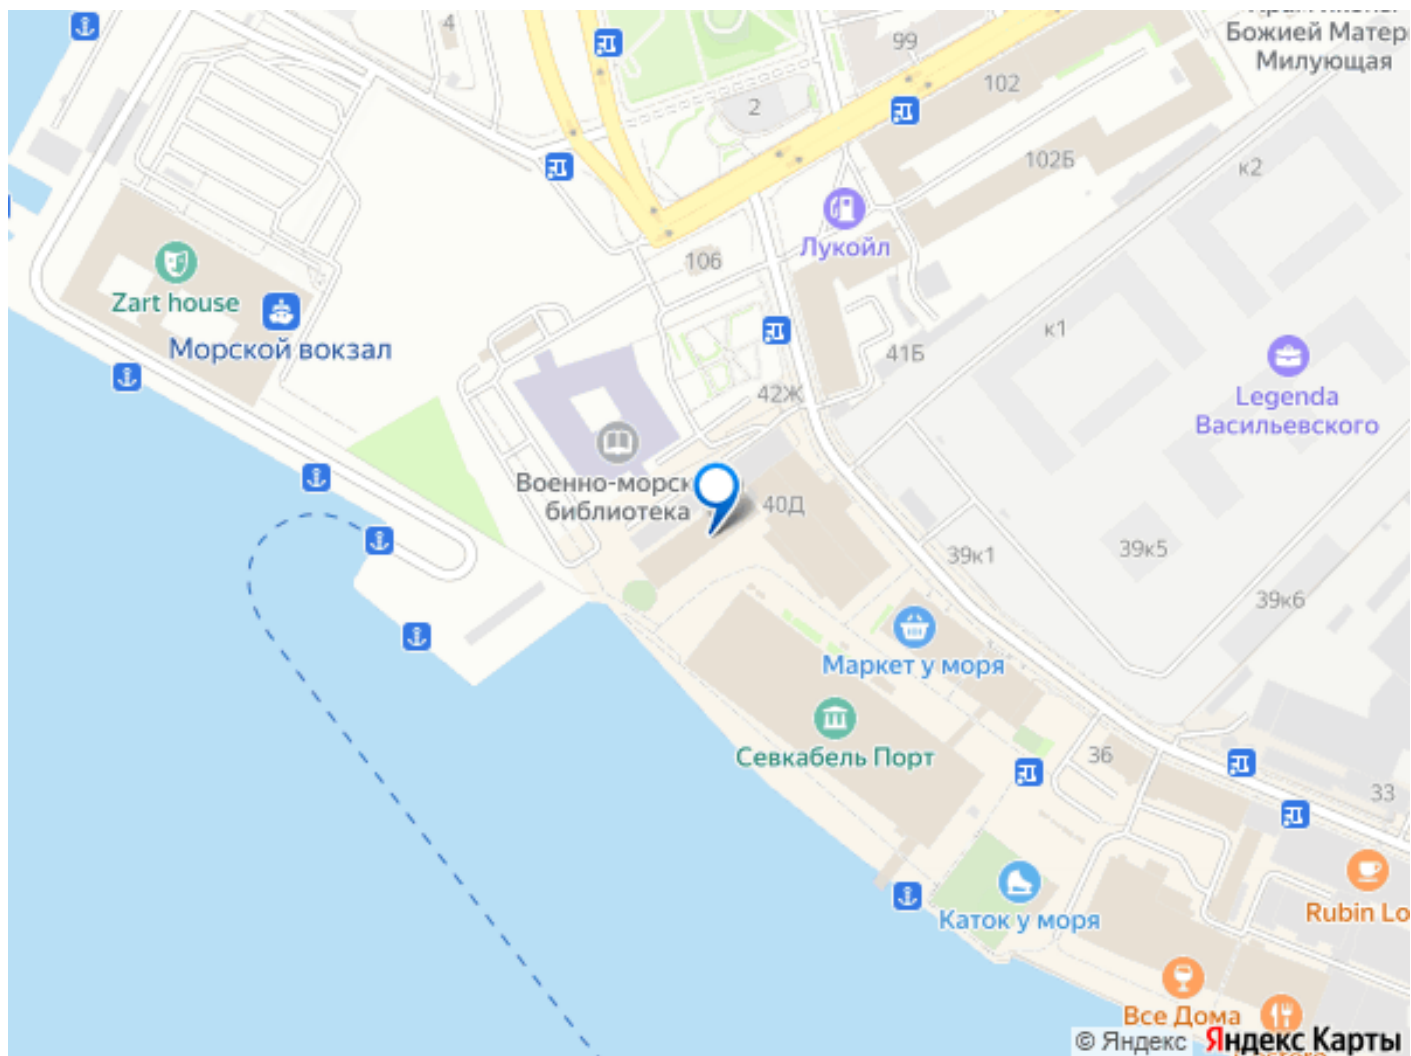 Божией Матер
Милующая
4
99
102
2
102Б
к2
Лукойл
106
Zart house
Морской вокзал
к1
41Б
42Ж
Legenda
Васильевского
Военно-морск
библиотека
40Д
39к1
39к5
39к6
Маркет у моря
Севкабель Порт
36
33
Каток у моря
Rubin Lo
Все Дома
© Яндекс Яндекс Карты